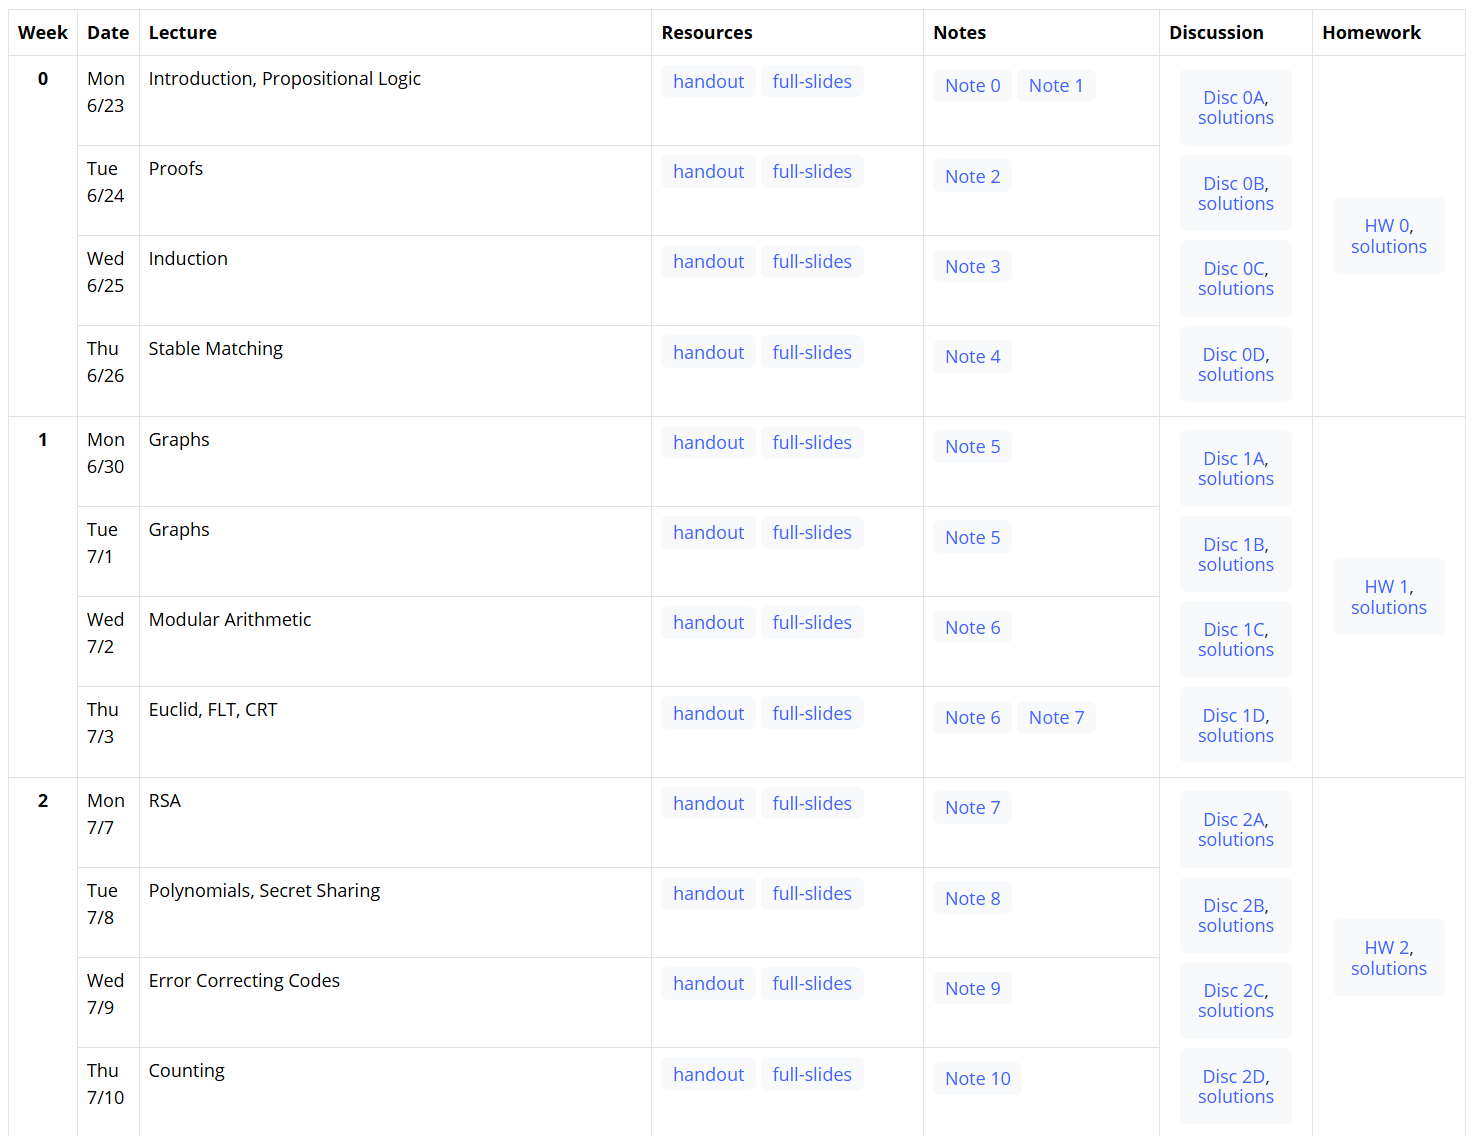 Week Date Lecture Resources Notes Discussion Homework
0 Mon 6/23 Introduction, Propositional Logic handout full-slides Note 0 Note 1 Disc 0A, solutions HW 0, solutions
Tue 6/24 Proofs handout full-slides Note 2 Disc 0B, solutions
Wed 6/25 Induction handout full-slides Note 3 Disc 0C, solutions
Thu 6/26 Stable Matching handout full-slides Note 4 Disc 0D, solutions
1 Mon 6/30 Graphs handout full-slides Note 5 Disc 1A, solutions HW 1, solutions
Tue 7/1 Graphs handout full-slides Note 5 Disc 1B, solutions
Wed 7/2 Modular Arithmetic handout full-slides Note 6 Disc 1C, solutions
Thu 7/3 Euclid, FLT, CRT handout full-slides Note 6 Note 7 Disc 1D, solutions
2 Mon 7/7 RSA handout full-slides Note 7 Disc 2A, solutions HW 2, solutions
Tue 7/8 Polynomials, Secret Sharing handout full-slides Note 8 Disc 2B, solutions
Wed 7/9 Error Correcting Codes handout full-slides Note 9 Disc 2C, solutions
Thu 7/10 Counting handout full-slides Note 10 Disc 2D, solutions